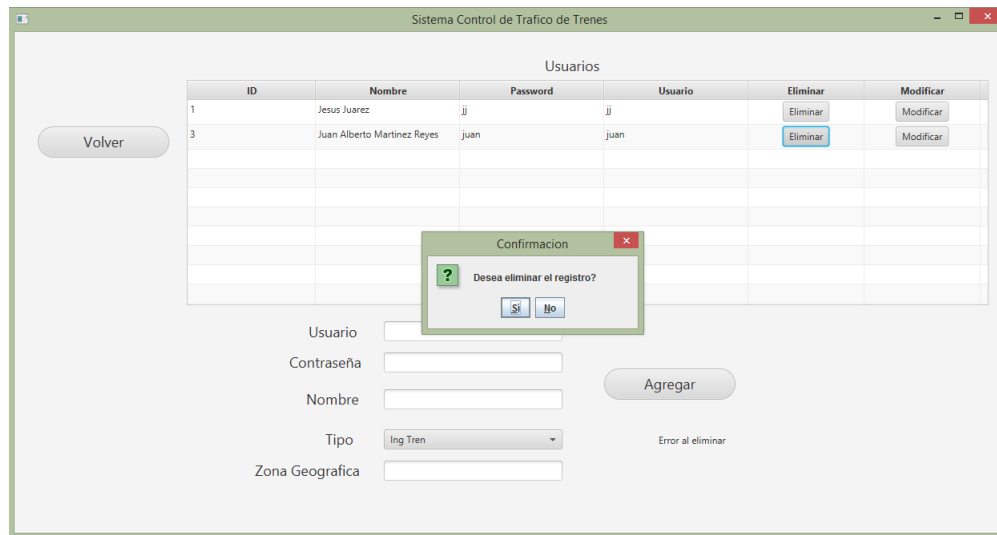 Sistema Control de Trafico de Trenes
Usuarios
ID Nombre Password Usuario Eliminar Modificar
1 Jesus Juarez jj jj Eliminar Modificar
3 Juan Alberto Martinez Reyes juan juan Eliminar Modificar
Volver
Confirmacion
Desea eliminar el registro?
Si No
Usuario
Contraseña
Nombre
Agregar
Tipo Ing Tren
Error al eliminar
Zona Geografica